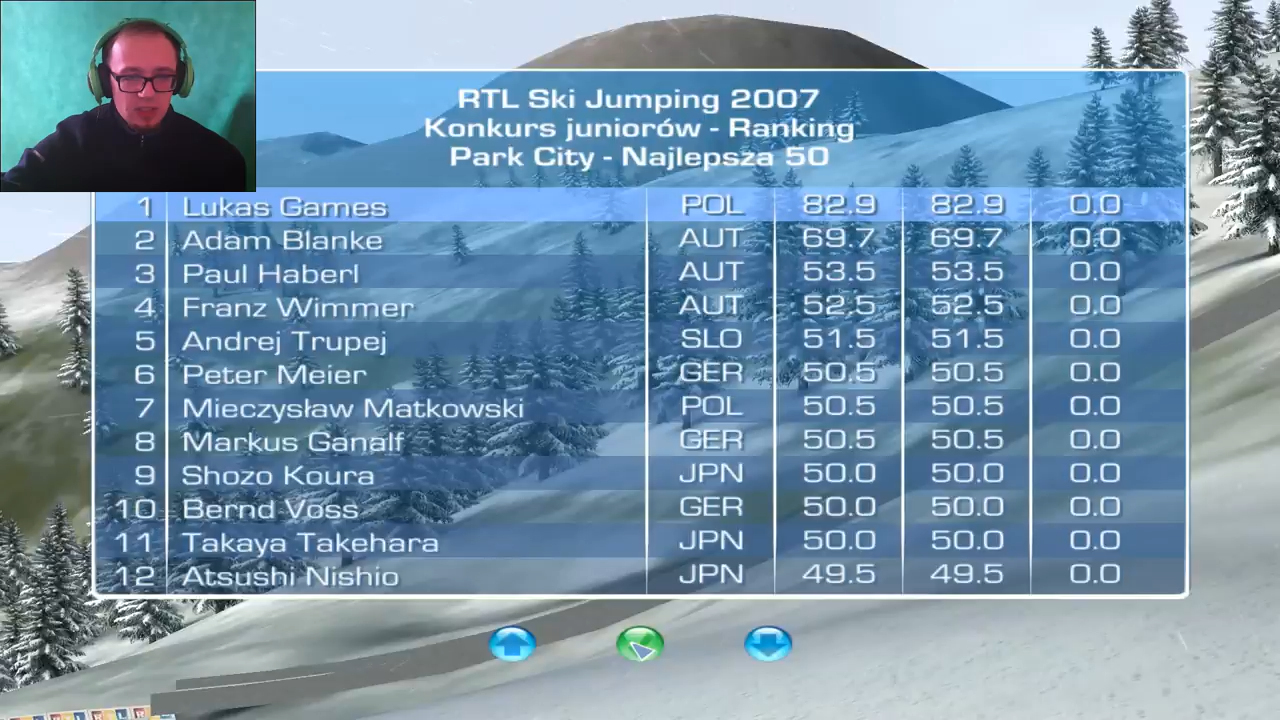 RTL Ski Jumping 2007
Konkurs juniorów - Ranking
Park City - Najlepsza 50
1 Lukas Games POL 82.9 82.9 0.0
2 Adam Blanke AUT 69.7 69.7 0.0
3 Paul Haberl AUT 53.5 53.5 0.0
4 Franz Wimmer AUT 52.5 52.5 0.0
5 Andrej Trupej SLO 51.5 51.5 0.0
6 Peter Meier GER 50.5 50.5 0.0
7 Mieczysław Matkowski POL 50.5 50.5 0.0
8 Markus Ganalf GER 50.5 50.5 0.0
9 Shozo Koura JPN 50.0 50.0 0.0
10 Bernd Voss GER 50.0 50.0 0.0
11 Takaya Takehara JPN 50.0 50.0 0.0
12 Atsushi Nishio JPN 49.5 49.5 0.0